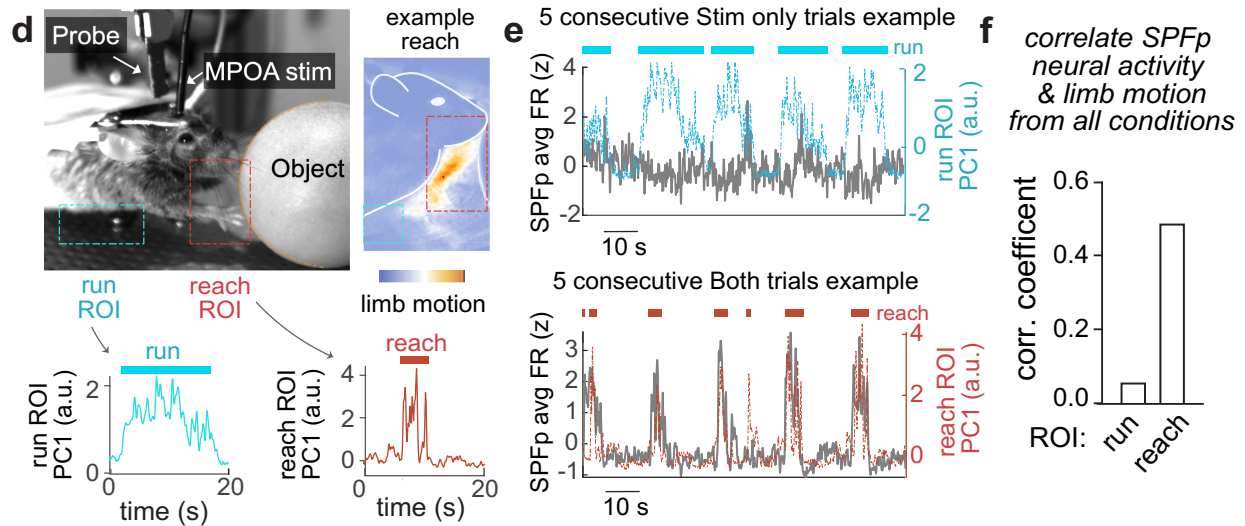 d
Probe
MPOA stim
Object
example
reach
limb motion
run
ROI
reach
ROI
run
run ROI
PC1 (a.u.)
2
0
0
20
time (s)
reach
reach ROI
PC1 (a.u.)
4
2
0
0
20
time (s)
e
5 consecutive Stim only trials example
run
SPFp avg FR (z)
4
2
0
-2
2
0
-2
run ROI
PC1 (a.u.)
10 s
5 consecutive Both trials example
reach
SPFp avg FR (z)
3
2
1
0
-1
4
2
0
reach ROI
PC1 (a.u.)
10 s
f
correlate SPFp
neural activity
& limb motion
from all conditions
corr. coefficent
0.6
0.4
0.2
0.0
ROI:
run
reach